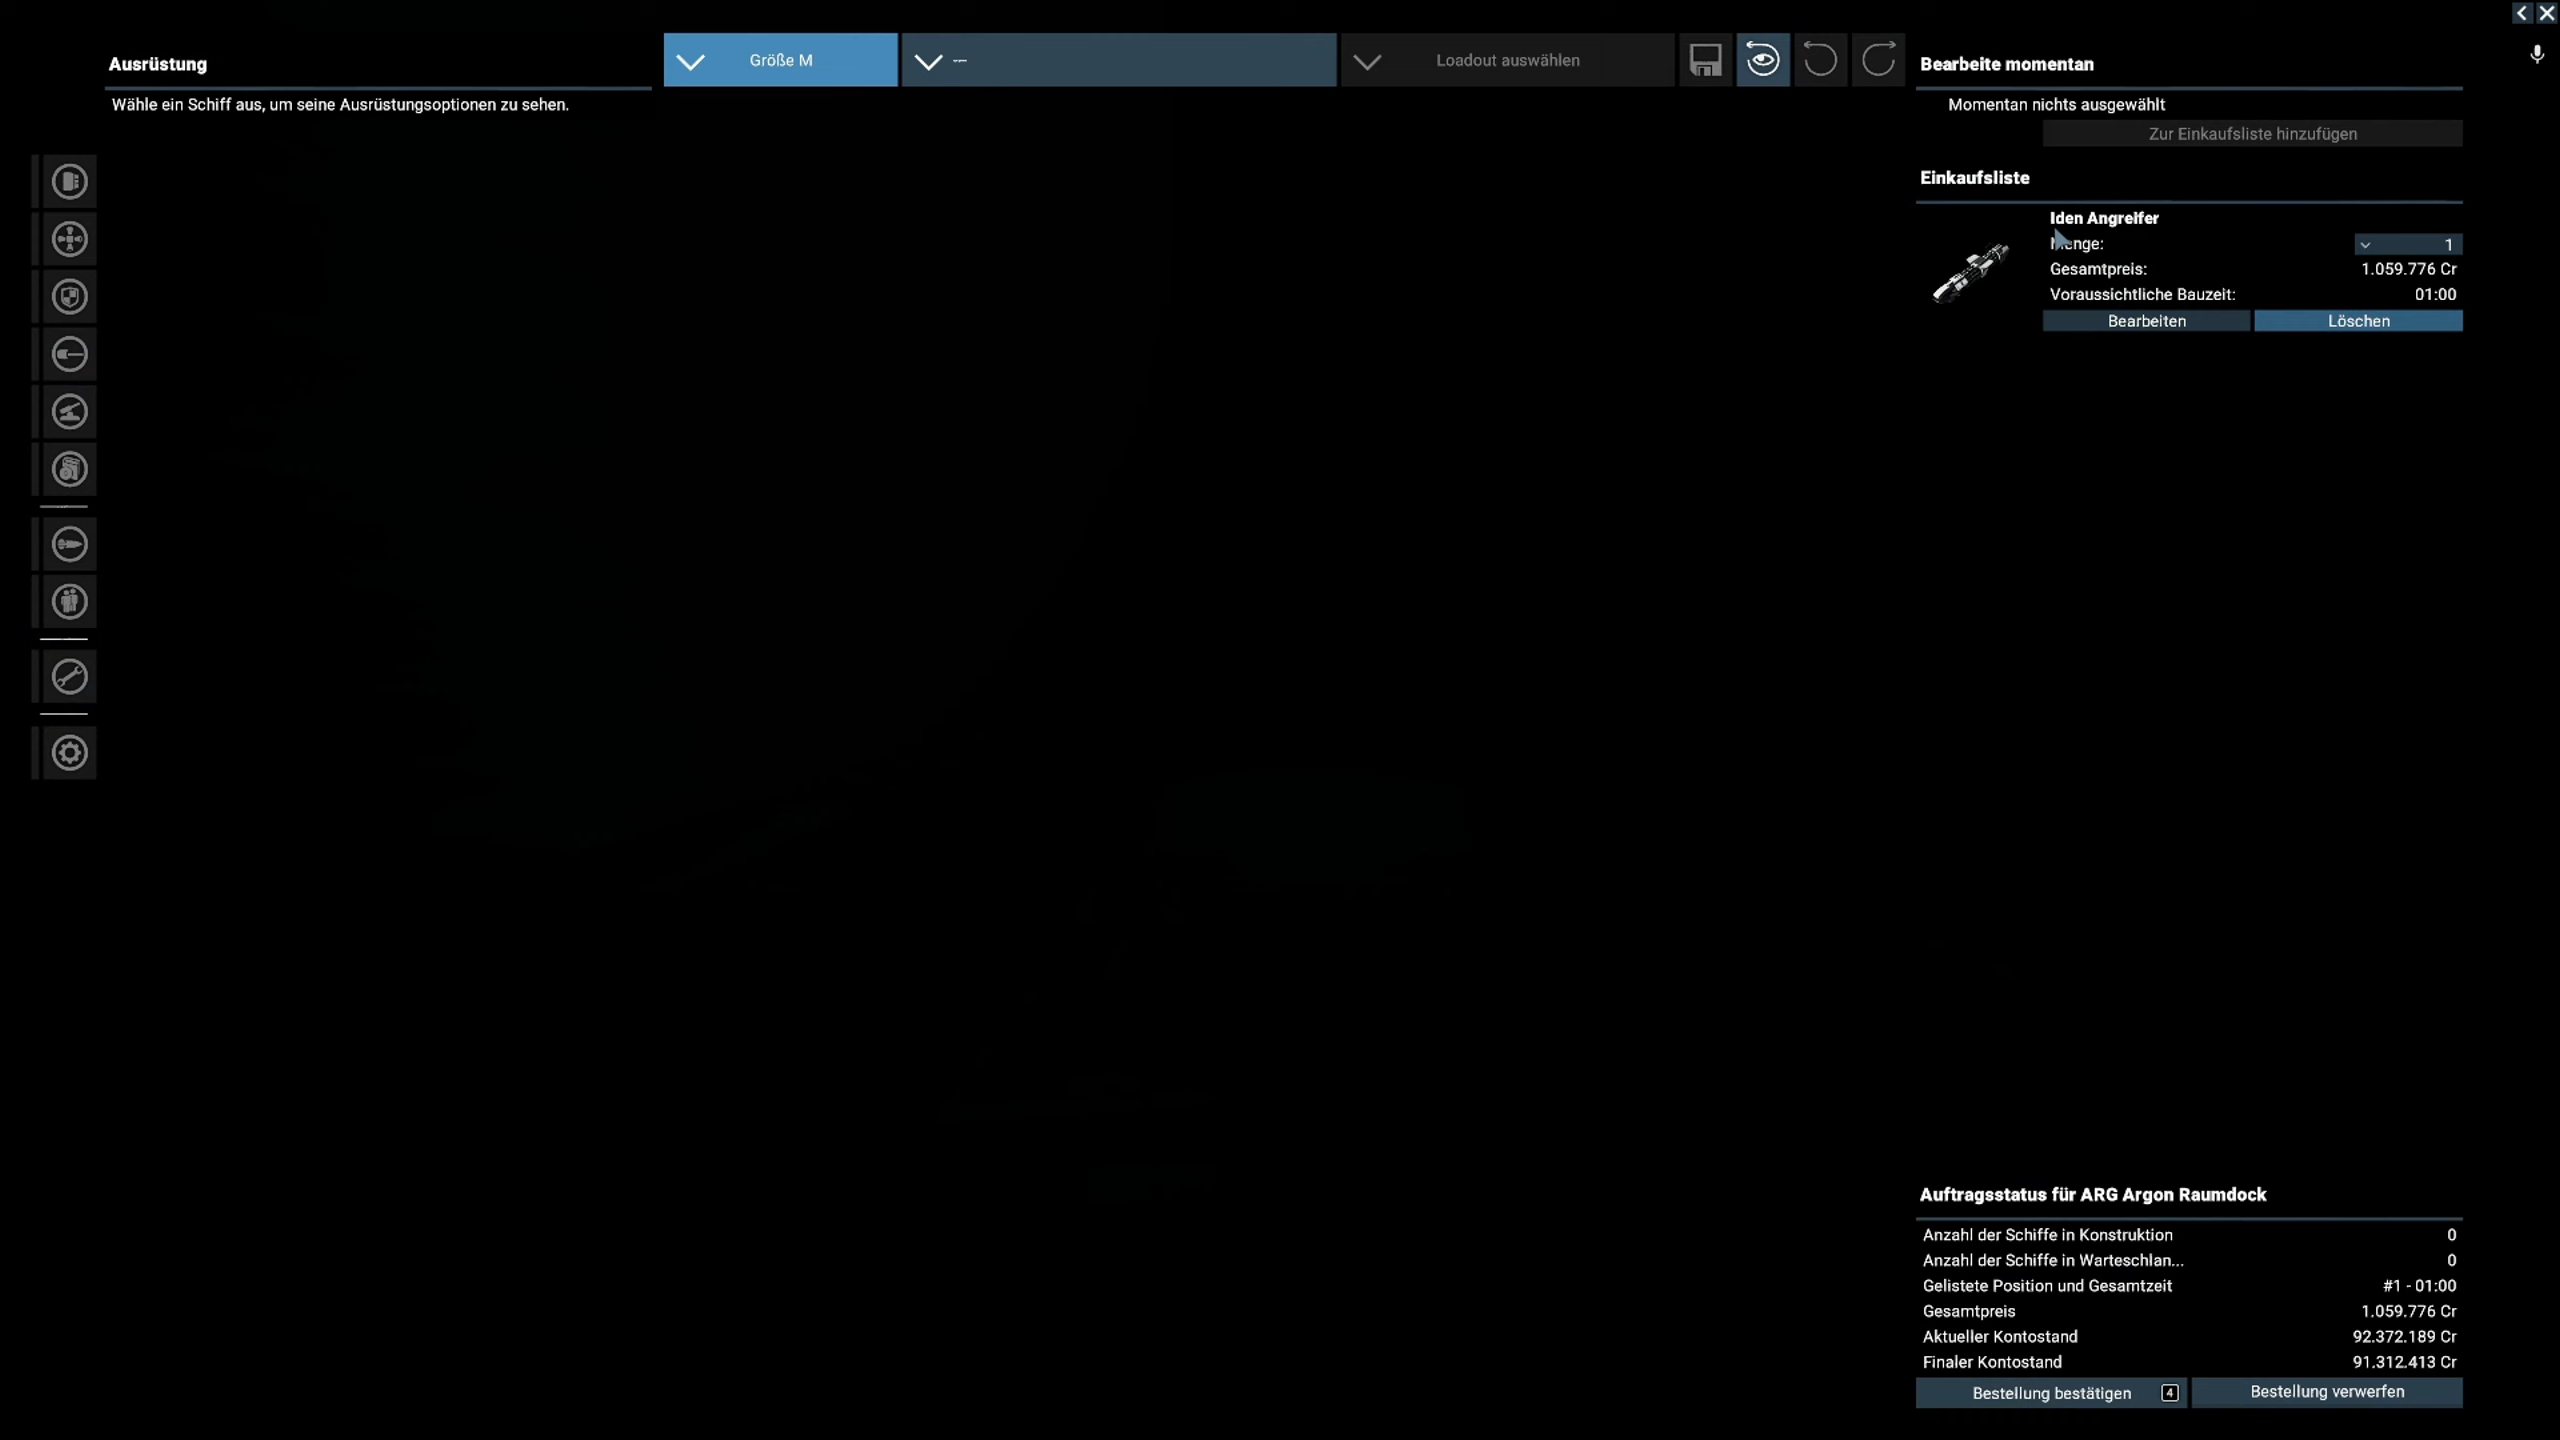 Ausrüstung
Wähle ein Schiff aus, um seine Ausrüstungsoptionen zu sehen.
Größe M
---
Loadout auswählen
Bearbeite momentan
Momentan nichts ausgewählt
Zur Einkaufsliste hinzufügen
Einkaufsliste
Iden Angreifer
Menge: 1
Gesamtpreis: 1.059.776 Cr
Voraussichtliche Bauzeit: 01:00
Bearbeiten Löschen
Auftragsstatus für ARG Argon Raumdock
Anzahl der Schiffe in Konstruktion 0
Anzahl der Schiffe in Warteschlan... 0
Gelistete Position und Gesamtzeit #1 - 01:00
Gesamtpreis 1.059.776 Cr
Aktueller Kontostand 92.372.189 Cr
Finaler Kontostand 91.312.413 Cr
Bestellung bestätigen 4 Bestellung verwerfen